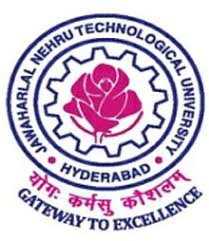 JAWAHARLAL NEHRU TECHNOLOGICAL UNIVERSITY
HYDERABAD
योगः कर्मसु कौशलम्
GATEWAY TO EXCELLENCE